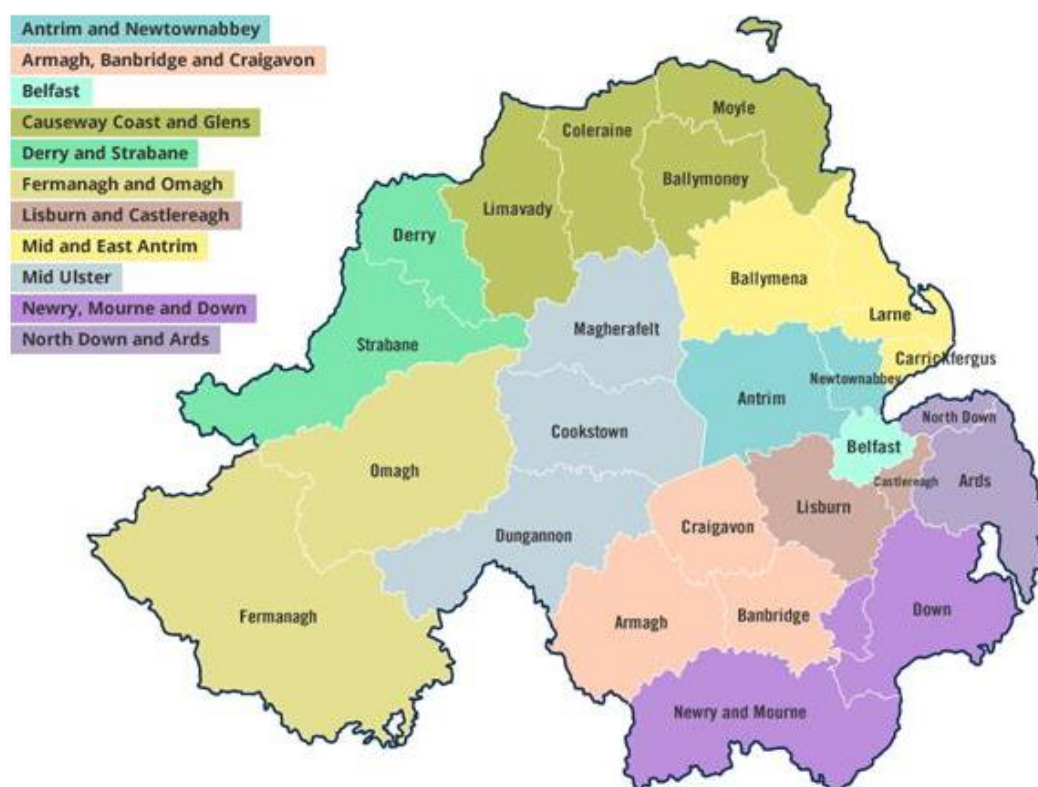 Antrim and Newtownabbey
Armagh, Banbridge and Craigavon
Belfast
Causeway Coast and Glens
Derry and Strabane
Fermanagh and Omagh
Lisburn and Castlereagh
Mid and East Antrim
Mid Ulster
Newry, Mourne and Down
North Down and Ards
Moyle
Coleraine
Ballymoney
Limavady
Derry
Ballymena
Larne
Magherafelt
Strabane
Carrickfergus
Newtownabbey
Antrim
North Down
Cookstown
Belfast
Omagh
Castlereagh
Ards
Lisburn
Craigavon
Dungannon
Down
Fermanagh
Banbridge
Armagh
Newry and Mourne